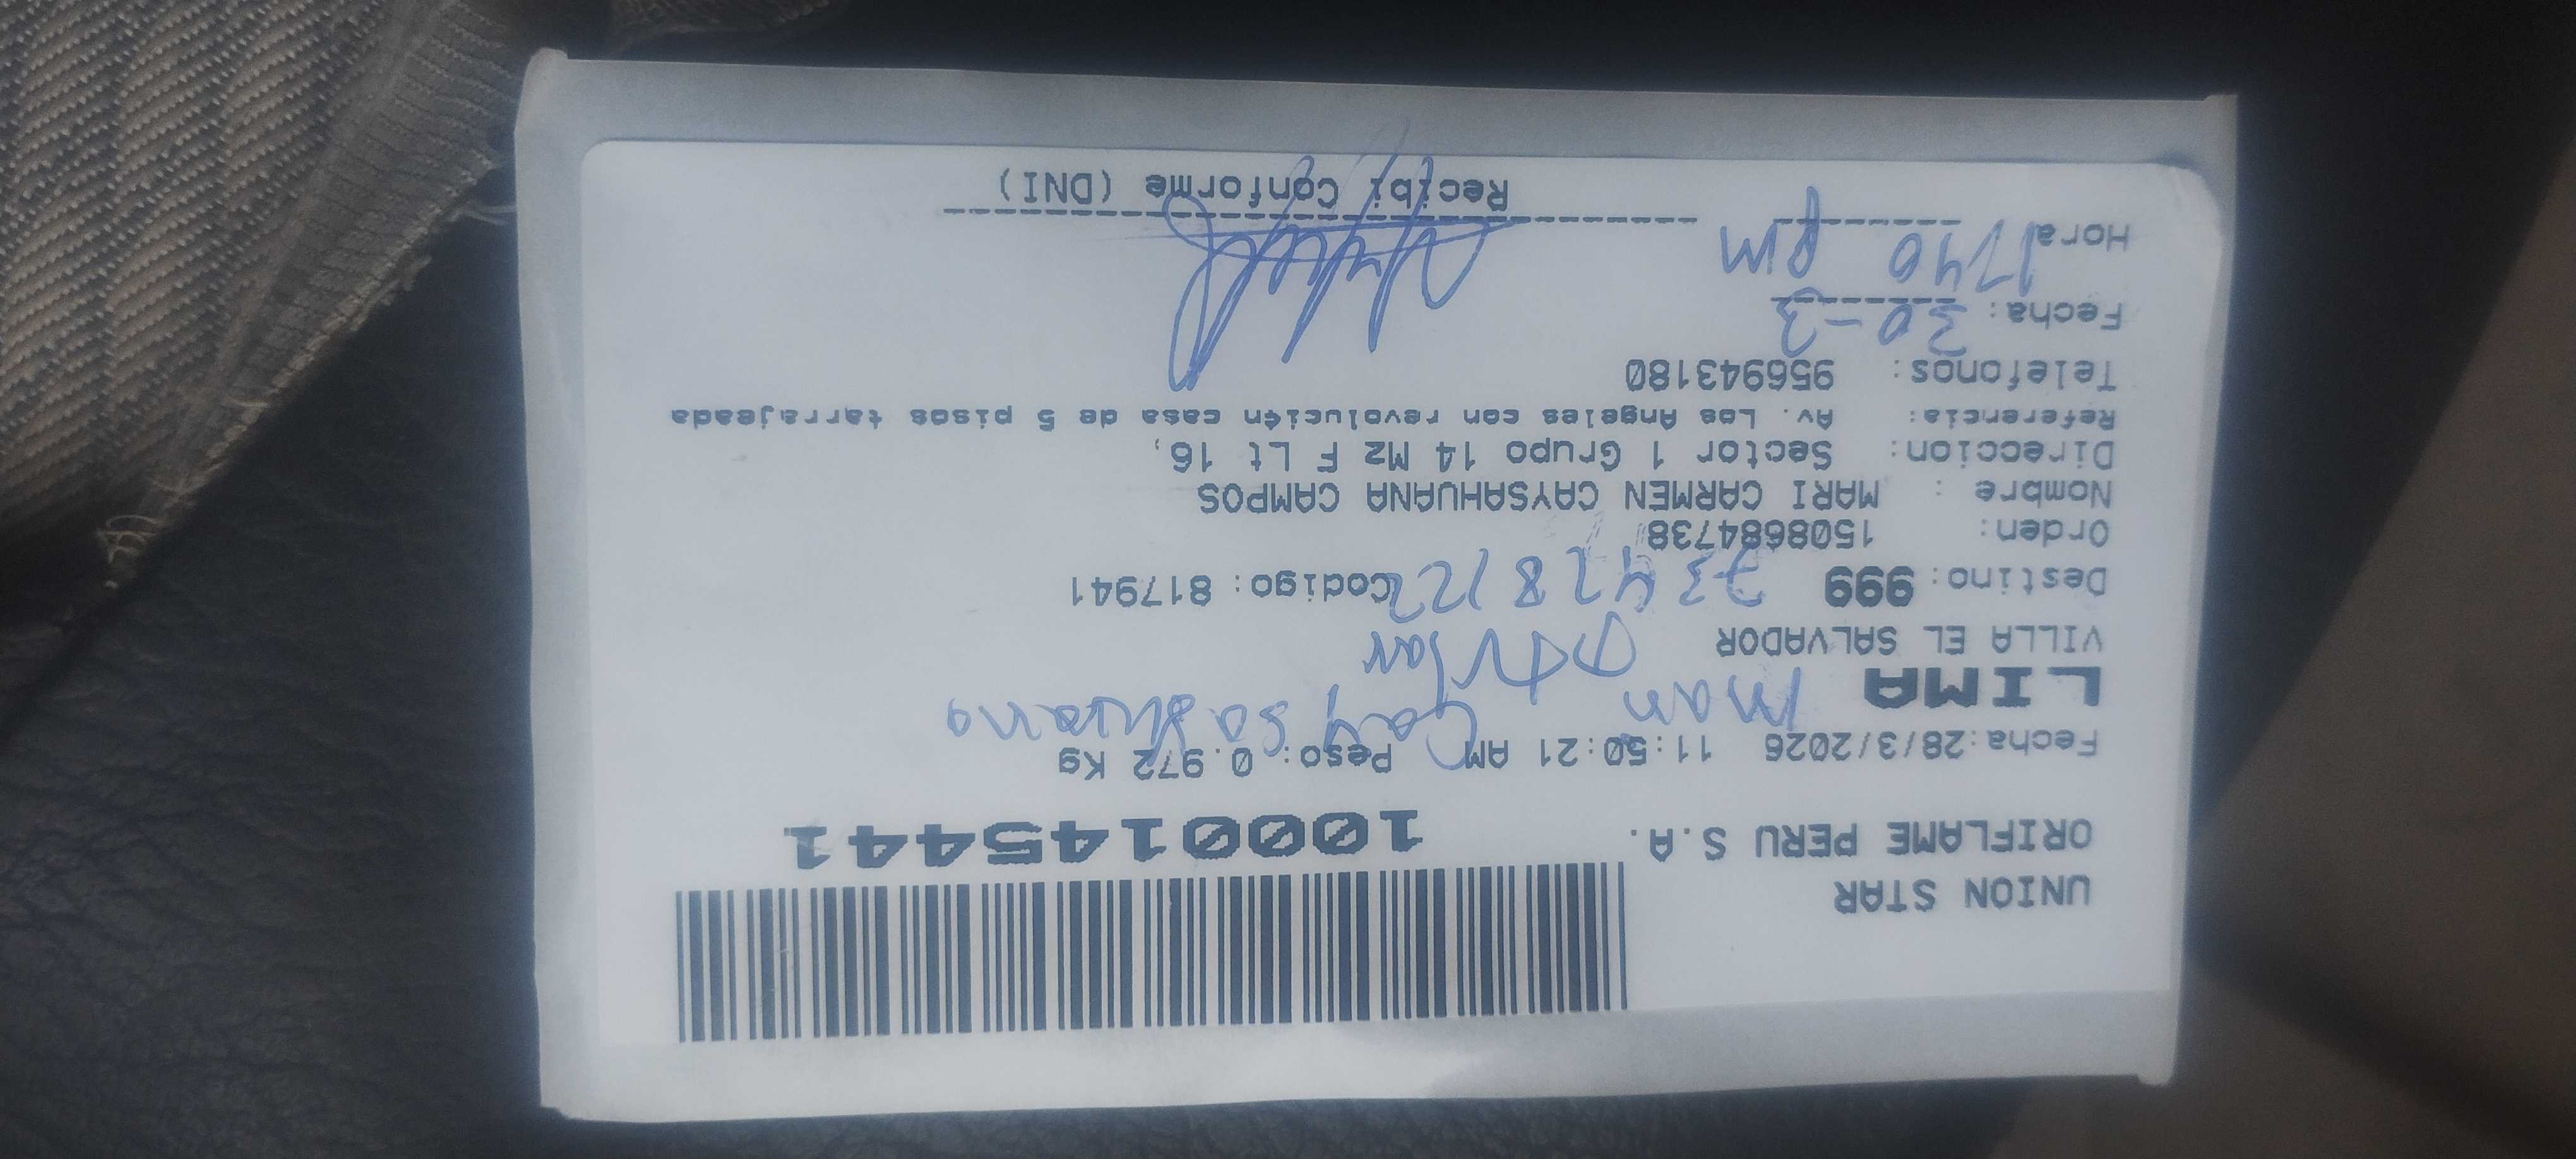 UNION STAR
ORIFLAME PERU S.A.
1000145441
Fecha:28/3/2026 11:50:21 AM Peso: 0.972 Kg
Caysahuana
LIMA
VILLA EL SALVADOR
Destino: 999 Codigo: 817941
Orden: 1508684738
Nombre : MARI CARMEN CAYSAHUANA CAMPOS
Direccion: Sector 1 Grupo 14 Mz F Lt 16,
Referencia: Av. Los Angeles con revolución casa de 5 pisos tarrajeada
Telefonos: 956943180
Fecha: 30-3
Hora 1740 pm
Recibi Conforme (DNI)